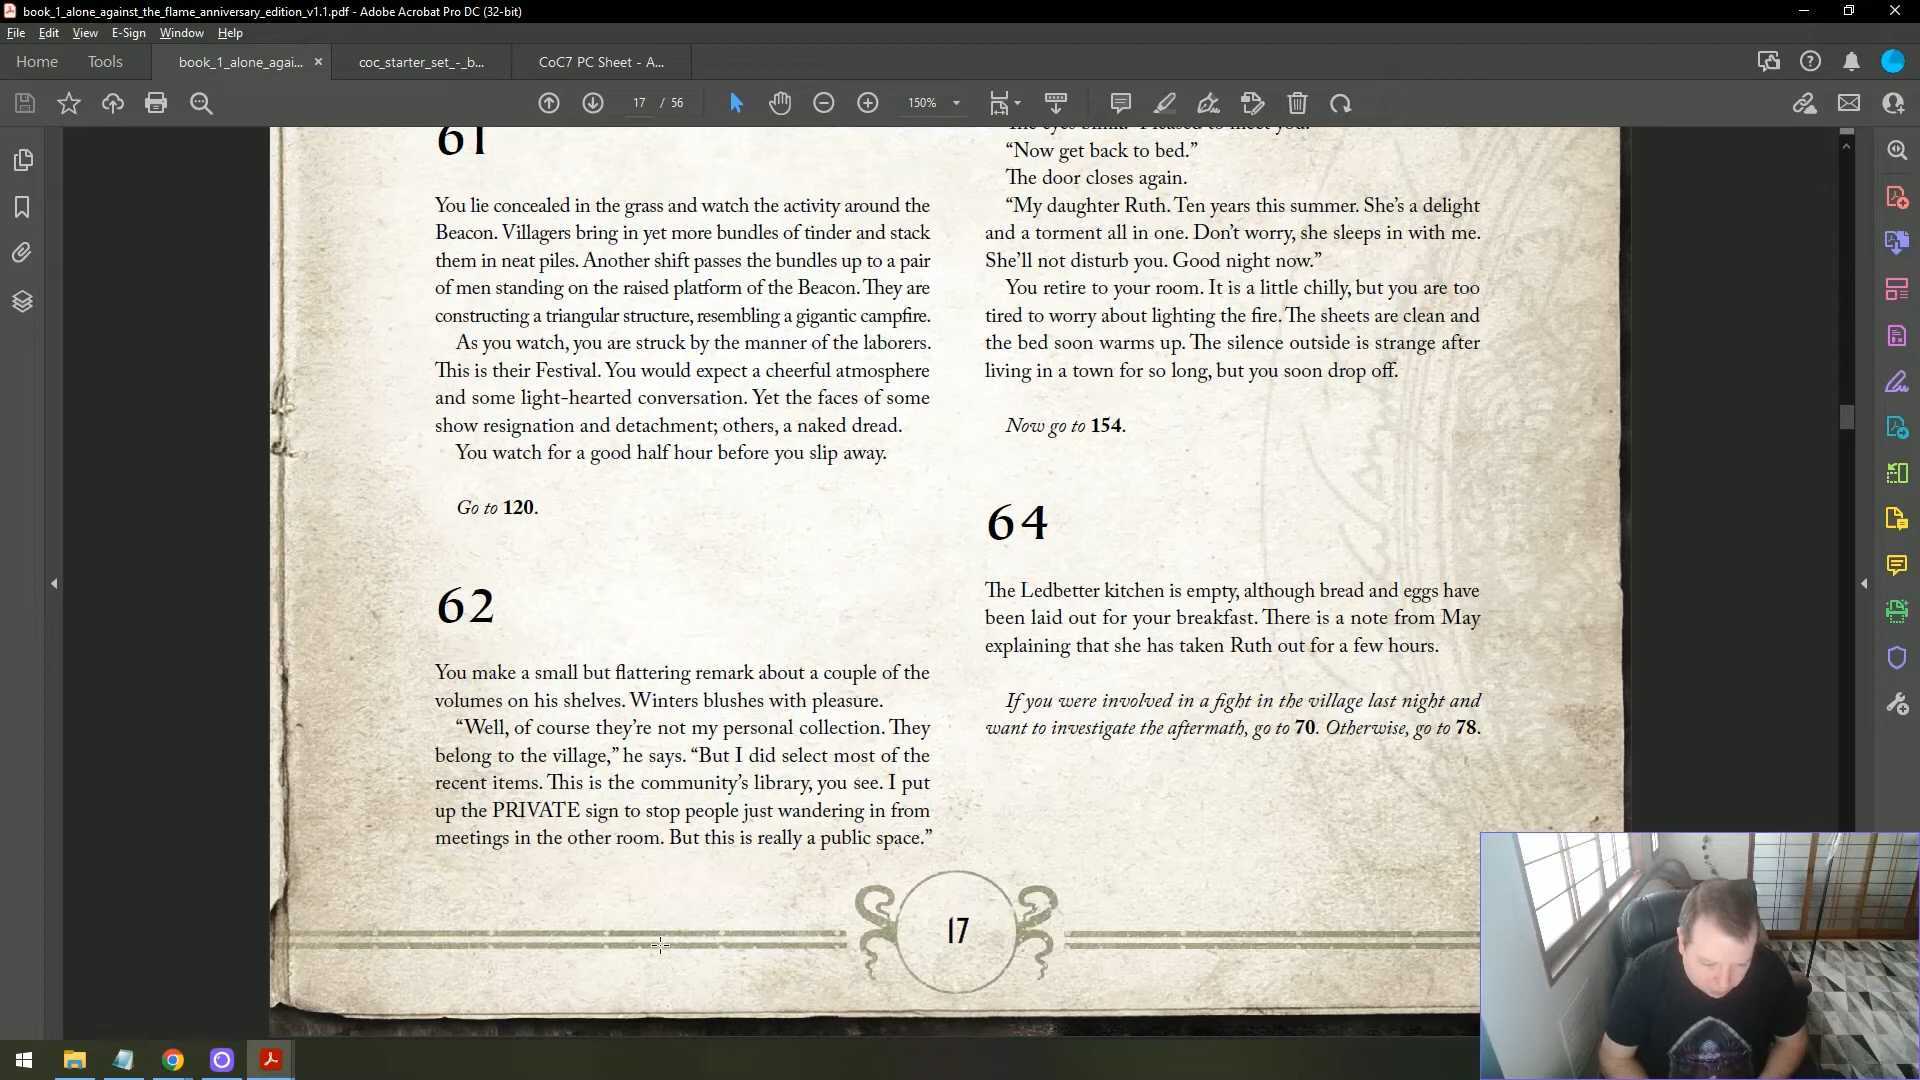 book_1_alone_against_the_flame_anniversary_edition_v1.1.pdf - Adobe Acrobat Pro DC (32-bit)
File Edit View E-Sign Window Help
Home Tools book_1_alone_agai... × coc_starter_set_-_b... CoC7 PC Sheet - A...
17 / 56 150%
61
You lie concealed in the grass and watch the activity around the
Beacon. Villagers bring in yet more bundles of tinder and stack
them in neat piles. Another shift passes the bundles up to a pair
of men standing on the raised platform of the Beacon. They are
constructing a triangular structure, resembling a gigantic campfire.
As you watch, you are struck by the manner of the laborers.
This is their Festival. You would expect a cheerful atmosphere
and some light-hearted conversation. Yet the faces of some
show resignation and detachment; others, a naked dread.
You watch for a good half hour before you slip away.
Go to 120.
62
You make a small but flattering remark about a couple of the
volumes on his shelves. Winters blushes with pleasure.
“Well, of course they’re not my personal collection. They
belong to the village,” he says. “But I did select most of the
recent items. This is the community’s library, you see. I put
up the PRIVATE sign to stop people just wandering in from
meetings in the other room. But this is really a public space.”
The eyes blink. “Pleased to meet you.”
“Now get back to bed.”
The door closes again.
“My daughter Ruth. Ten years this summer. She’s a delight
and a torment all in one. Don’t worry, she sleeps in with me.
She’ll not disturb you. Good night now.”
You retire to your room. It is a little chilly, but you are too
tired to worry about lighting the fire. The sheets are clean and
the bed soon warms up. The silence outside is strange after
living in a town for so long, but you soon drop off.
Now go to 154.
64
The Ledbetter kitchen is empty, although bread and eggs have
been laid out for your breakfast. There is a note from May
explaining that she has taken Ruth out for a few hours.
If you were involved in a fight in the village last night and
want to investigate the aftermath, go to 70. Otherwise, go to 78.
17